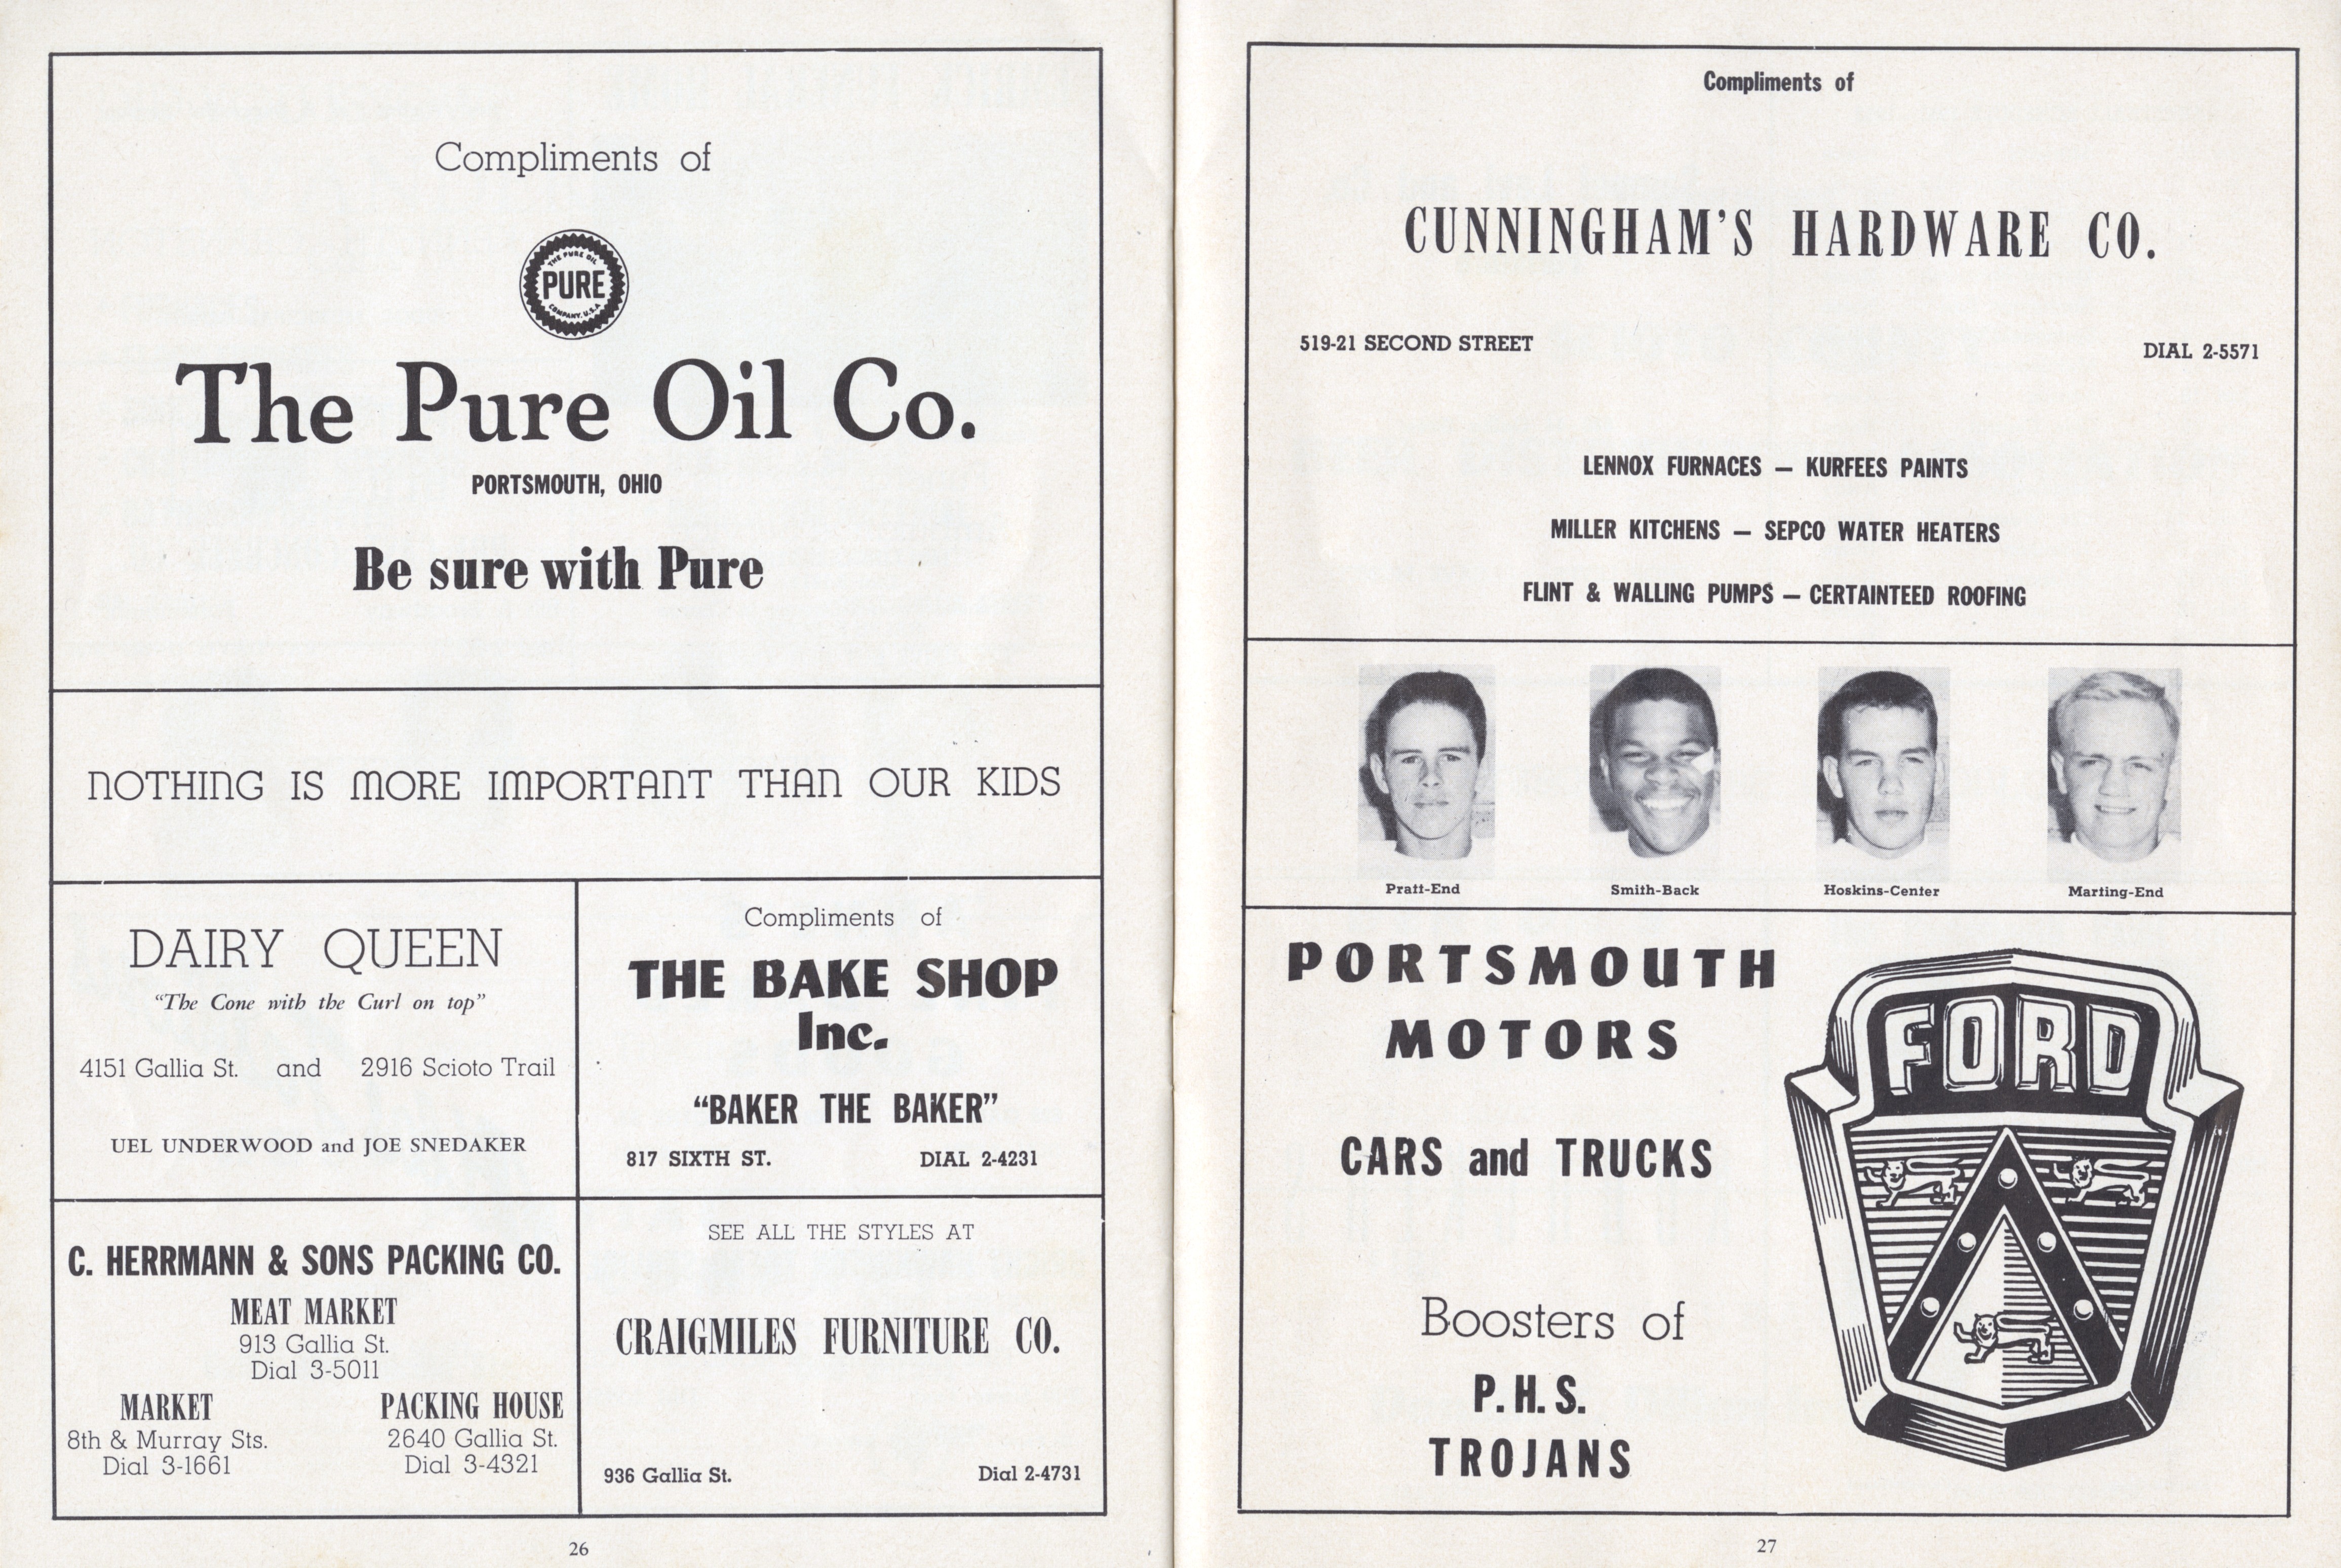 Compliments of
THE PURE OIL
PURE
COMPANY, U.S.A
The Pure Oil Co.
PORTSMOUTH, OHIO
Be sure with Pure
NOTHING IS MORE IMPORTANT THAN OUR KIDS
DAIRY QUEEN
"The Cone with the Curl on top"
4151 Gallia St. and 2916 Scioto Trail
UEL UNDERWOOD and JOE SNEDAKER
Compliments of
THE BAKE SHOP
Inc.
"BAKER THE BAKER"
817 SIXTH ST. DIAL 2-4231
C. HERRMANN & SONS PACKING CO.
MEAT MARKET
913 Gallia St.
Dial 3-5011
MARKET
8th & Murray Sts.
Dial 3-1661
PACKING HOUSE
2640 Gallia St.
Dial 3-4321
SEE ALL THE STYLES AT
CRAIGMILES FURNITURE CO.
936 Gallia St. Dial 2-4731
26
Compliments of
CUNNINGHAM'S HARDWARE CO.
519-21 SECOND STREET DIAL 2-5571
LENNOX FURNACES — KURFEES PAINTS
MILLER KITCHENS — SEPCO WATER HEATERS
FLINT & WALLING PUMPS — CERTAINTEED ROOFING
Pratt-End
Smith-Back
Hoskins-Center
Marting-End
PORTSMOUTH
MOTORS
CARS and TRUCKS
Boosters of
P.H.S.
TROJANS
FORD
27